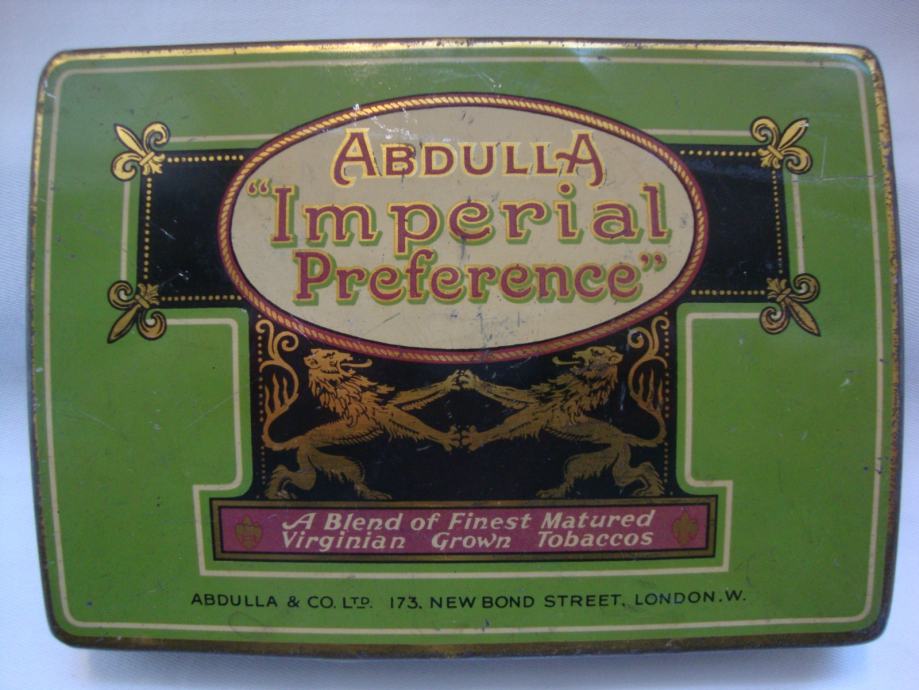 ABDULLA
“Imperial
Preference”
A Blend of Finest Matured
Virginian Grown Tobaccos
ABDULLA & CO. LTD. 173. NEW BOND STREET, LONDON.W.